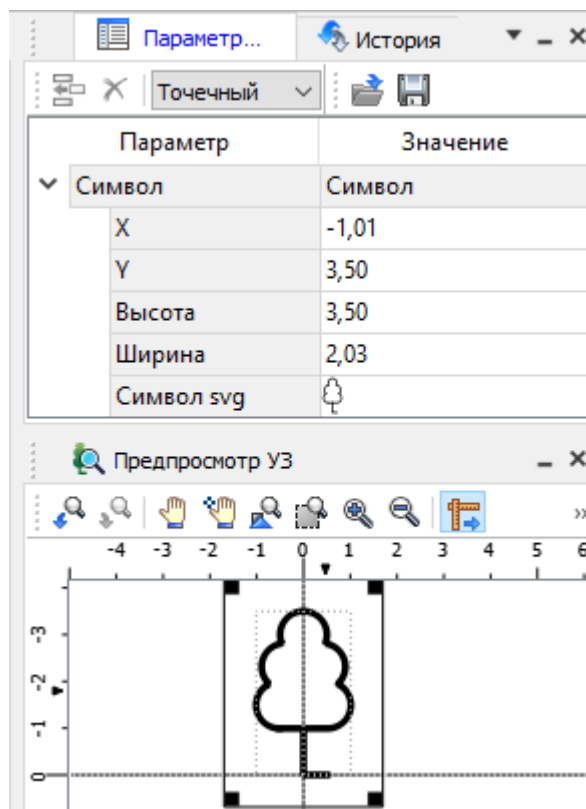 Параметр... История
Точечный
Параметр Значение
Символ Символ
X -1,01
Y 3,50
Высота 3,50
Ширина 2,03
Символ svg
Предпросмотр УЗ
-4 -3 -2 -1 0 1 2 3 4 5 6
-3
-2
-1
0